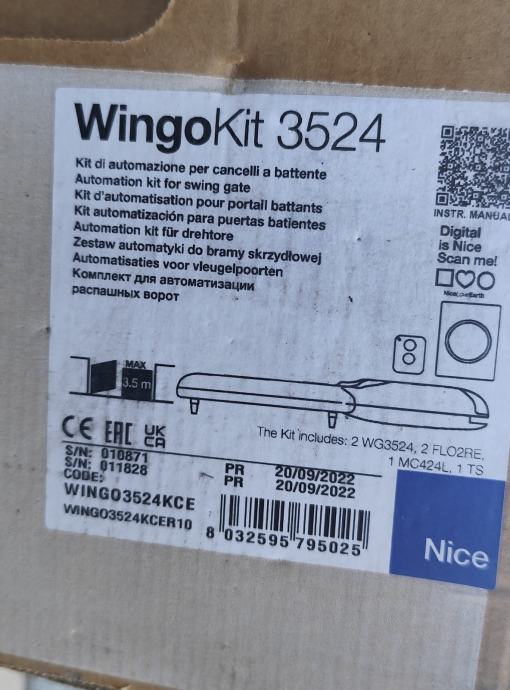 WingoKit 3524
Kit di automazione per cancelli a battente
Automation kit for swing gate
Kit d'automatisation pour portail battants
Kit automatización para puertas batientes
Automation kit für drehtore
Zestaw automatyki do bramy skrzydłowej
Automatisaties voor vleugelpoorten
Комплект для автоматизации
распашных ворот
INSTR. MANUAL
Digital
is Nice
Scan me!
NiceLovesEarth
MAX
3.5 m
The Kit includes: 2 WG3524, 2 FLO2RE,
1 MC424L, 1 TS
CE EAC UK CA
S/N: 010871 PR 20/09/2022
S/N: 011828 PR 20/09/2022
CODE:
WINGO3524KCE
WINGO3524KCER10
8 032595 795025
Nice